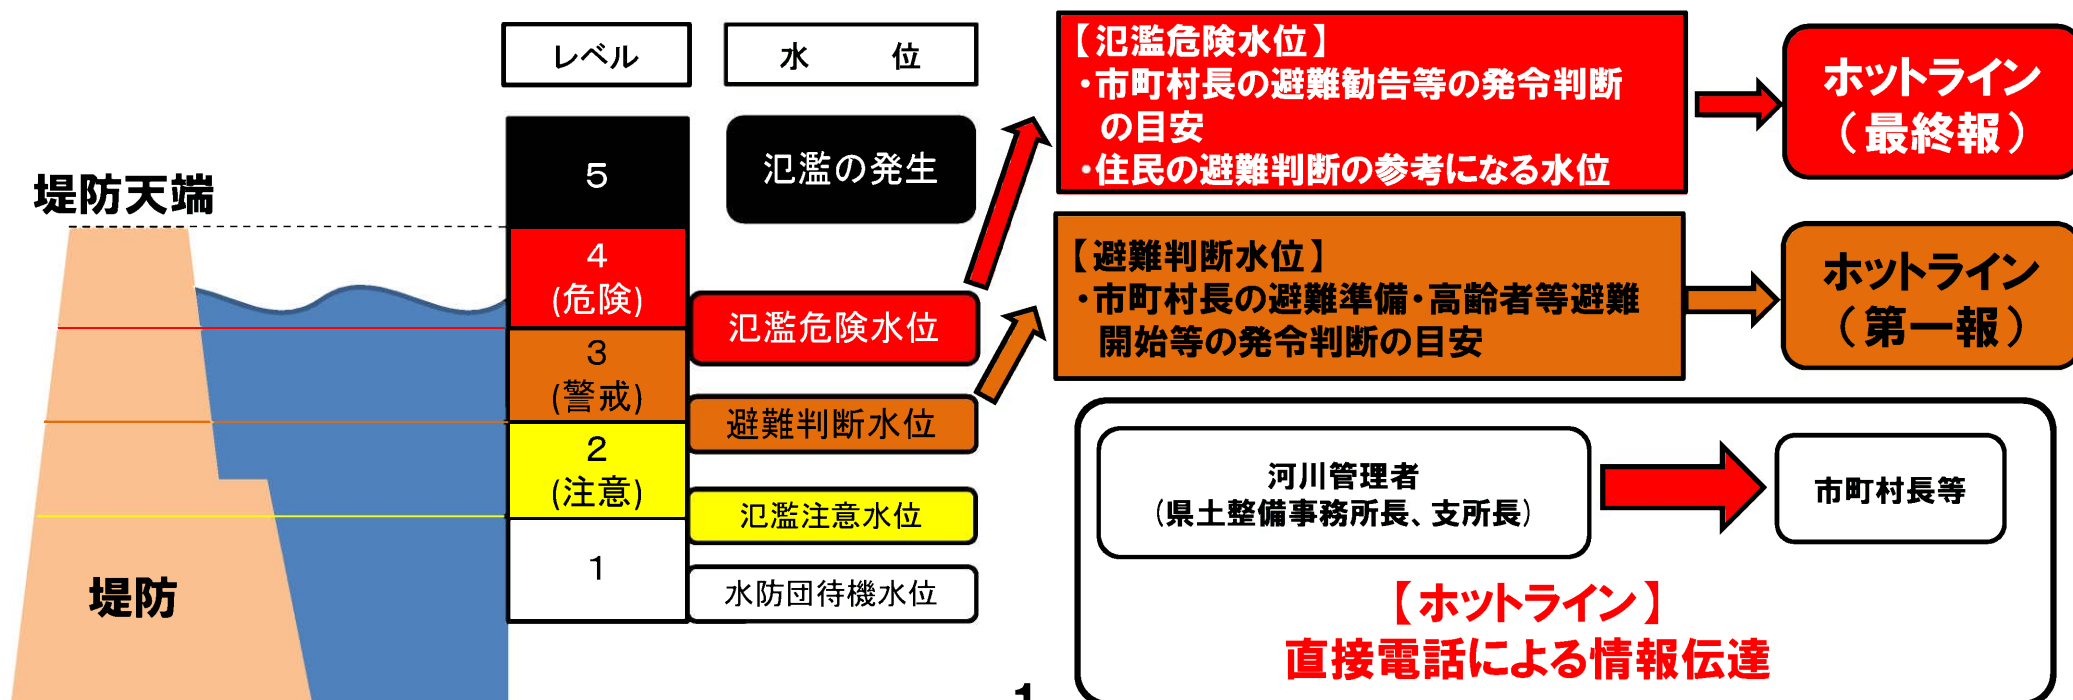 レベル
水 位
堤防天端
5
氾濫の発生
4
(危険)
氾濫危険水位
3
(警戒)
避難判断水位
2
(注意)
氾濫注意水位
1
水防団待機水位
堤防
【氾濫危険水位】
・市町村長の避難勧告等の発令判断
の目安
・住民の避難判断の参考になる水位
ホットライン
（最終報）
【避難判断水位】
・市町村長の避難準備・高齢者等避難
開始等の発令判断の目安
ホットライン
（第一報）
河川管理者
（県土整備事務所長、支所長）
市町村長等
【ホットライン】
直接電話による情報伝達
1